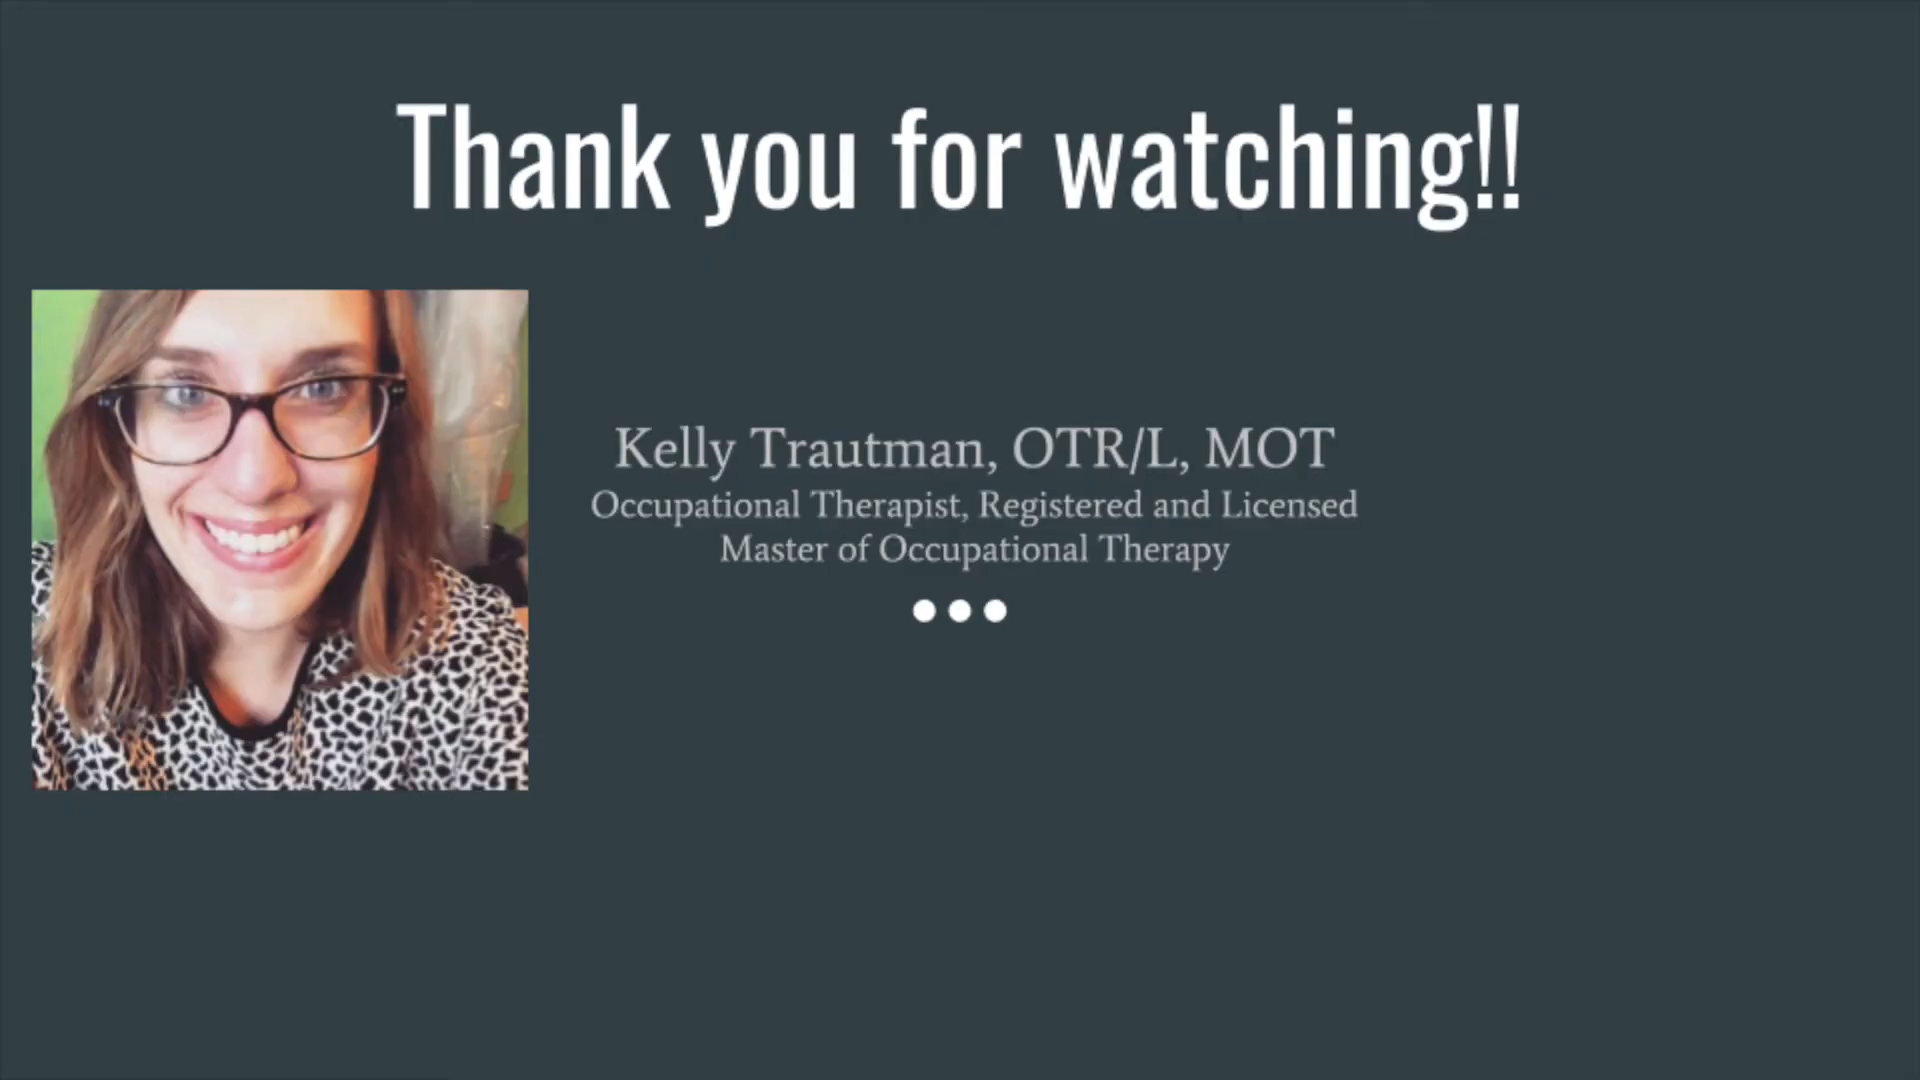 Thank you for watching!!
Kelly Trautman, OTR/L, MOT
Occupational Therapist, Registered and Licensed
Master of Occupational Therapy